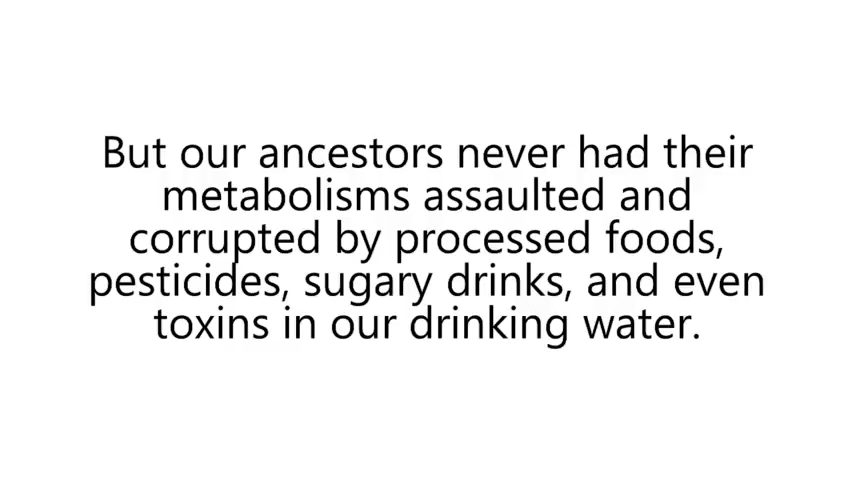 But our ancestors never had their
metabolisms assaulted and
corrupted by processed foods,
pesticides, sugary drinks, and even
toxins in our drinking water.